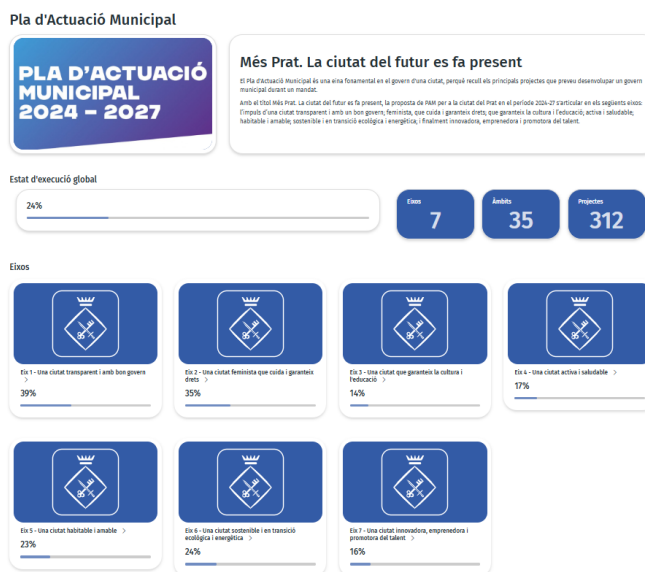 Pla d'Actuació Municipal
PLA D'ACTUACIÓ
MUNICIPAL
2024 – 2027
Més Prat. La ciutat del futur es fa present
El Pla d'Actuació Municipal és una eina fonamental en el govern d'una ciutat, perquè recull els principals projectes que preveu desenvolupar un govern
municipal durant un mandat.
Amb el títol Més Prat. La ciutat del futur es fa present, la proposta de PAM per a la ciutat del Prat en el període 2024-27 s'articular en els següents eixos:
l'impuls d'una ciutat transparent i amb un bon govern; feminista, que cuida i garanteix drets; que garanteix la cultura i l'educació; activa i saludable;
habitable i amable; sostenible i en transició ecològica i energètica; i finalment innovadora, emprenedora i promotora del talent.
Estat d'execució global
24%
Eixos
7
Àmbits
35
Projectes
312
Eixos
Eix 1 - Una ciutat transparent i amb bon govern
>
39%
Eix 2 - Una ciutat feminista que cuida i garanteix
drets >
35%
Eix 3 - Una ciutat que garanteix la cultura i
l'educació >
14%
Eix 4 - Una ciutat activa i saludable >
17%
Eix 5 - Una ciutat habitable i amable >
23%
Eix 6 - Una ciutat sostenible i en transició
ecològica i energètica >
24%
Eix 7 - Una ciutat innovadora, emprenedora i
promotora del talent >
16%